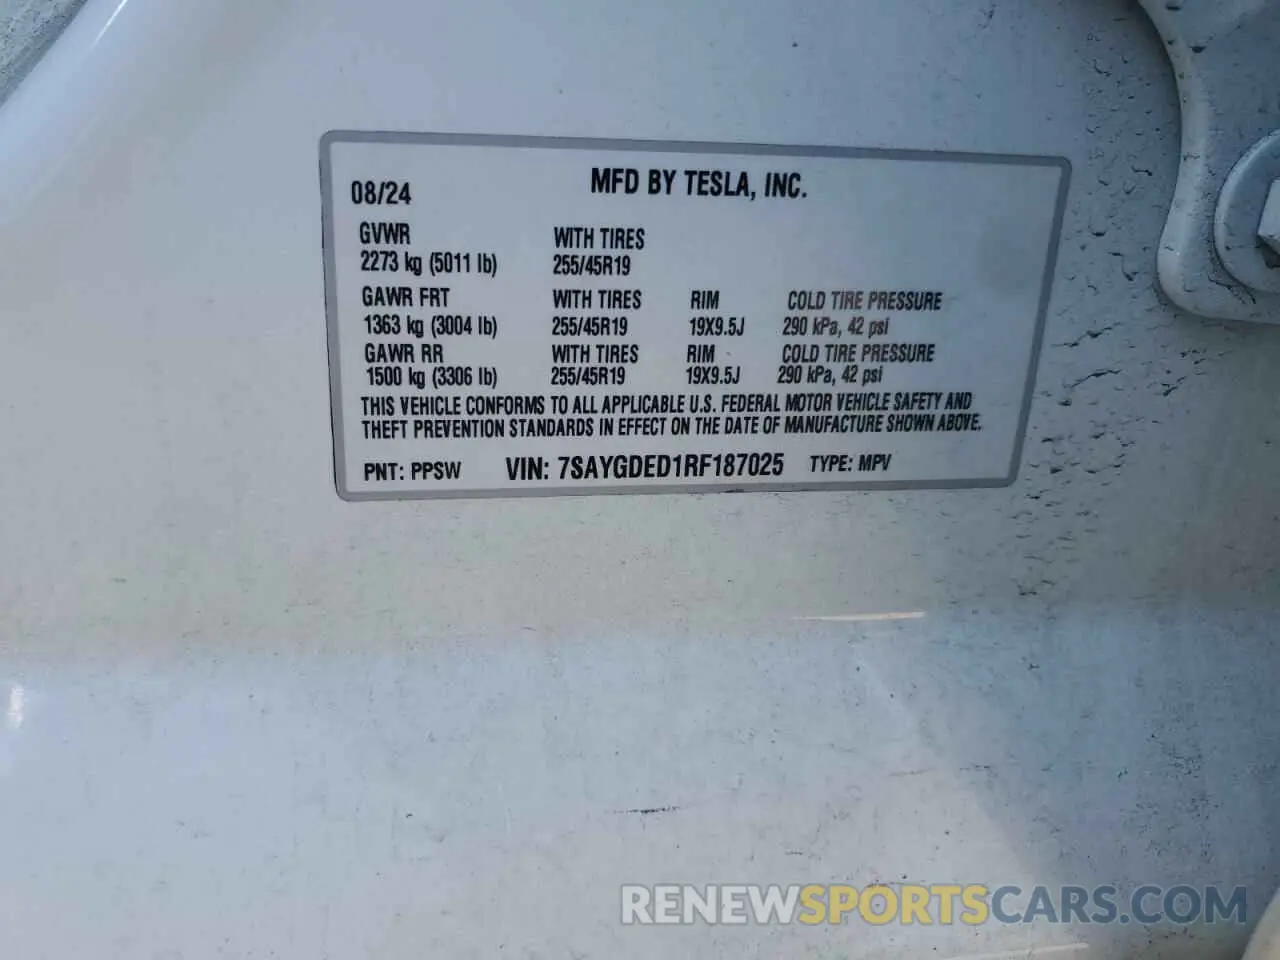 08/24 MFD BY TESLA, INC.
GVWR WITH TIRES
2273 kg (5011 lb) 255/45R19
GAWR FRT WITH TIRES RIM COLD TIRE PRESSURE
1363 kg (3004 lb) 255/45R19 19X9.5J 290 kPa, 42 psi
GAWR RR WITH TIRES RIM COLD TIRE PRESSURE
1500 kg (3306 lb) 255/45R19 19X9.5J 290 kPa, 42 psi
THIS VEHICLE CONFORMS TO ALL APPLICABLE U.S. FEDERAL MOTOR VEHICLE SAFETY AND
THEFT PREVENTION STANDARDS IN EFFECT ON THE DATE OF MANUFACTURE SHOWN ABOVE.
PNT: PPSW VIN: 7SAYGDED1RF187025 TYPE: MPV
RENEWSPORTSCARS.COM